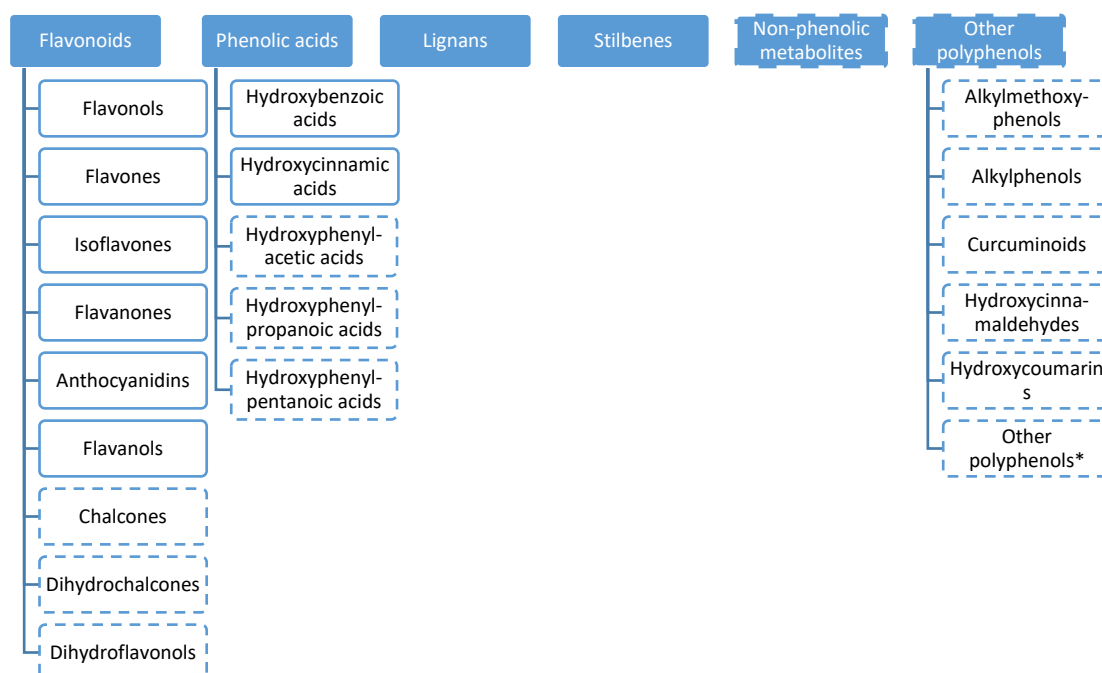 Flavonoids
Flavonols
Flavones
Isoflavones
Flavanones
Anthocyanidins
Flavanols
Chalcones
Dihydrochalcones
Dihydroflavonols
Phenolic acids
Hydroxybenzoic
acids
Hydroxycinnamic
acids
Hydroxyphenyl-
acetic acids
Hydroxyphenyl-
propanoic acids
Hydroxyphenyl-
pentanoic acids
Lignans
Stilbenes
Non-phenolic
metabolites
Other
polyphenols
Alkylmethoxy-
phenols
Alkylphenols
Curcuminoids
Hydroxycinna-
maldehydes
Hydroxycoumarin
s
Other
polyphenols*